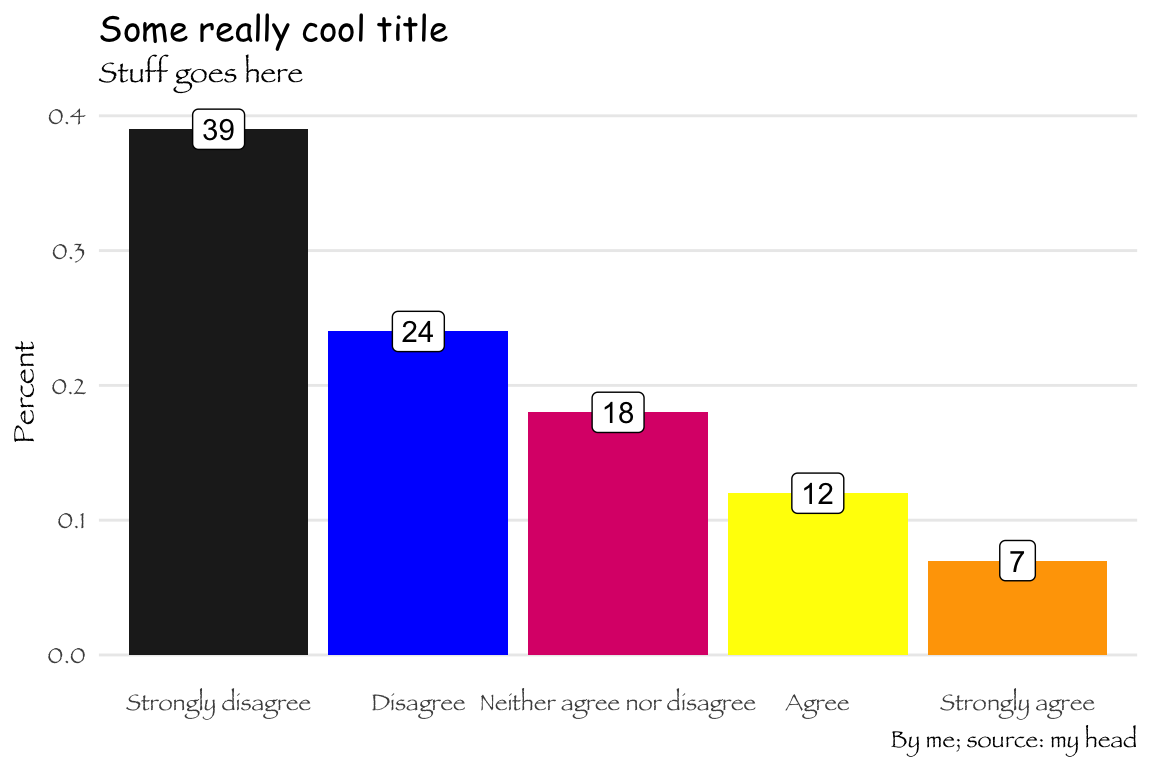 Some really cool title
Stuff goes here
0.4
0.3
0.2
0.1
0.0
Percent
39
24
18
12
7
Strongly disagree
Disagree
Neither agree nor disagree
Agree
Strongly agree
By me; source: my head